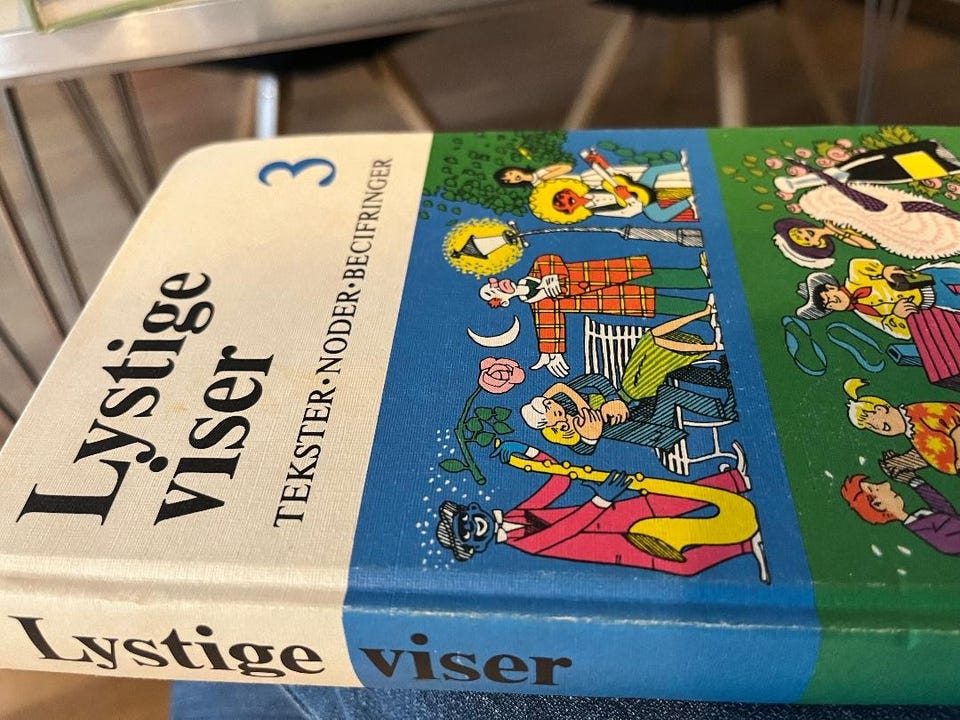 Lystige
viser
3
TEKSTER·NODER·BECIFRINGER
Lystige viser